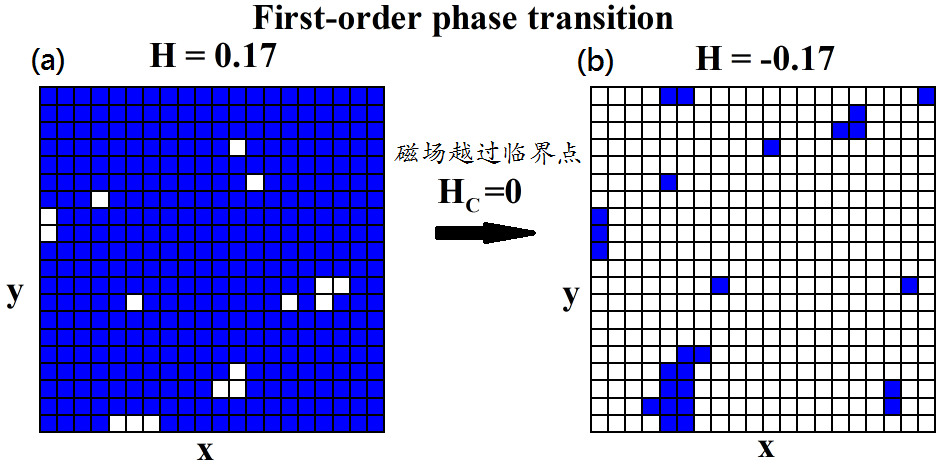 First-order phase transition
(a)
H = 0.17
(b)
H = -0.17
磁场越过临界点
H_C=0
y
x
y
x